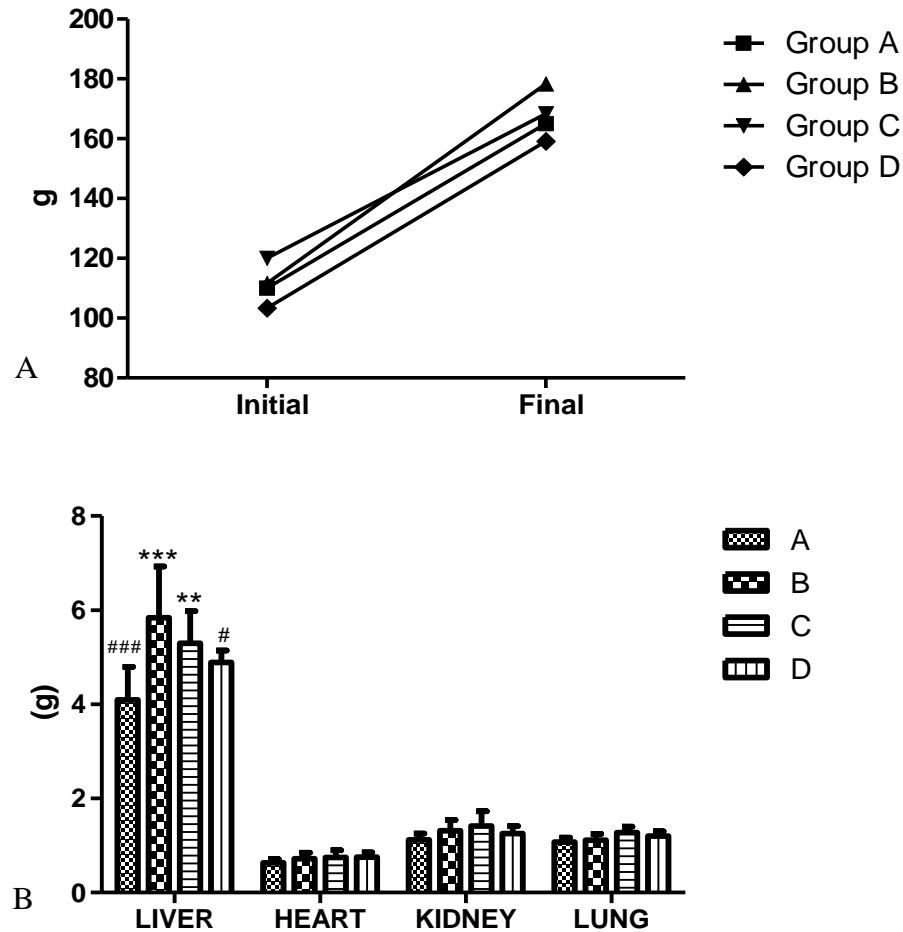 200
180
160
140
120
100
80
g
Initial Final
Group A
Group B
Group C
Group D
A
8
6
4
2
0
(g)
###
***
**
#
LIVER HEART KIDNEY LUNG
A
B
C
D
B